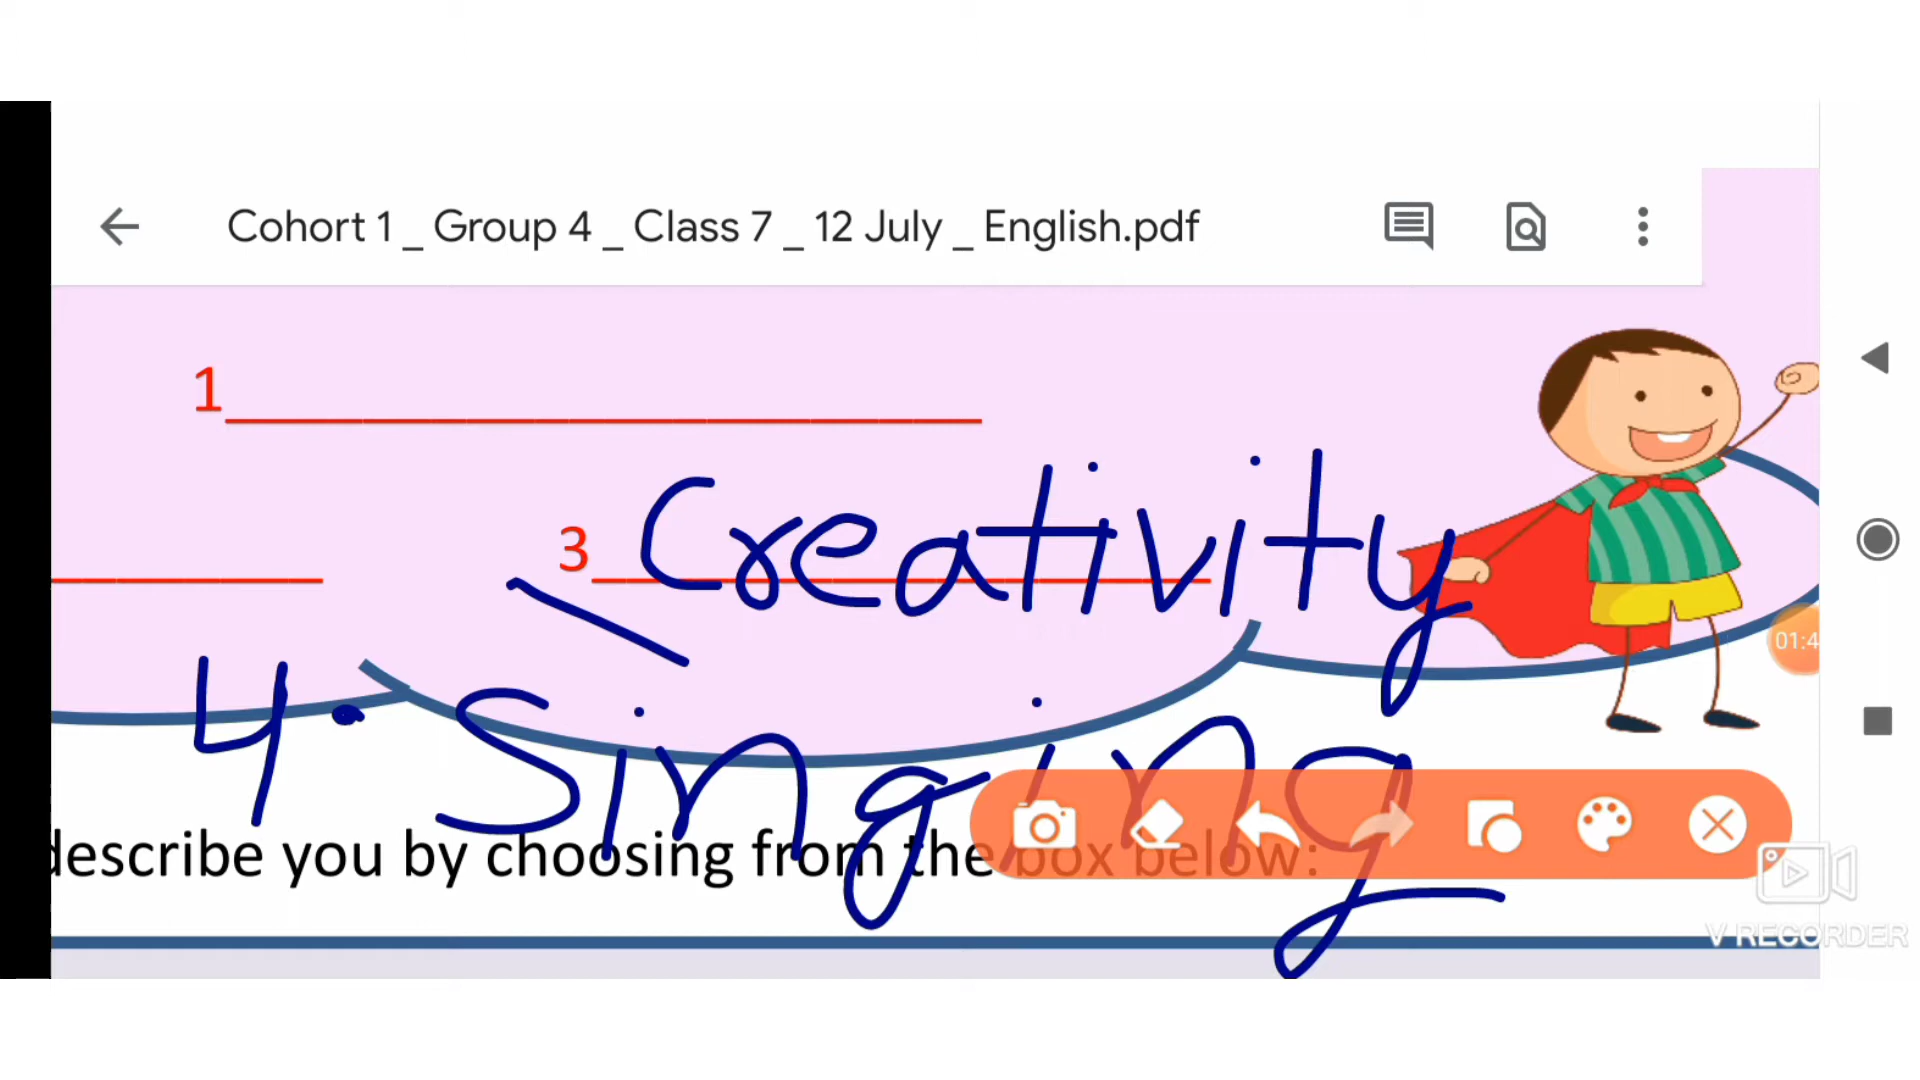 Cohort 1 _ Group 4 _ Class 7 _ 12 July _ English.pdf
1
3 Creativity
01:4
4. Singing
describe you by choosing from the box below:
V RECORDER